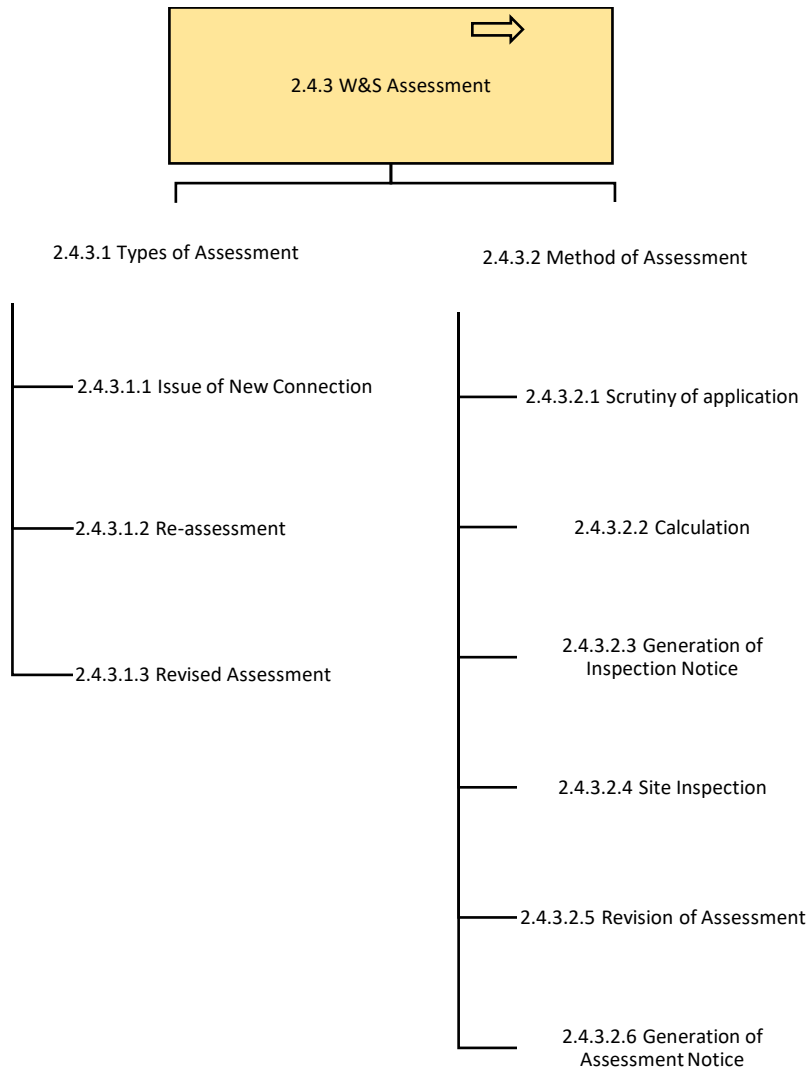 2.4.3 W&S Assessment
2.4.3.1 Types of Assessment
2.4.3.1.1 Issue of New Connection
2.4.3.1.2 Re-assessment
2.4.3.1.3 Revised Assessment
2.4.3.2 Method of Assessment
2.4.3.2.1 Scrutiny of application
2.4.3.2.2 Calculation
2.4.3.2.3 Generation of
Inspection Notice
2.4.3.2.4 Site Inspection
2.4.3.2.5 Revision of Assessment
2.4.3.2.6 Generation of
Assessment Notice